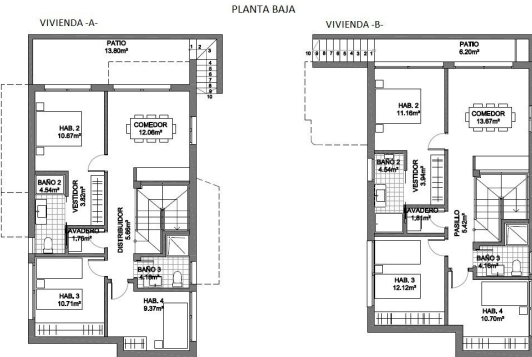 PLANTA BAJA
VIVIENDA -A-
PATIO
13.80m²
1 2 3
4
5
6
7
8
9
10
HAB. 2
10.67m²
COMEDOR
12.06m²
BAÑO 2
4.54m²
VESTIDOR
3.82m²
LAVADERO
1.76m²
DISTRIBUIDOR
5.66m²
BAÑO 3
4.16m²
HAB. 3
10.71m²
HAB. 4
9.37m²
VIVIENDA -B-
10 9 8 7 6 5 4 3 2 1
PATIO
6.20m²
HAB. 2
11.16m²
COMEDOR
13.67m²
BAÑO 2
4.54m²
VESTIDOR
3.94m²
LAVADERO
1.81m²
PASILLO
5.42m²
BAÑO 3
4.16m²
HAB. 3
12.12m²
HAB. 4
10.70m²